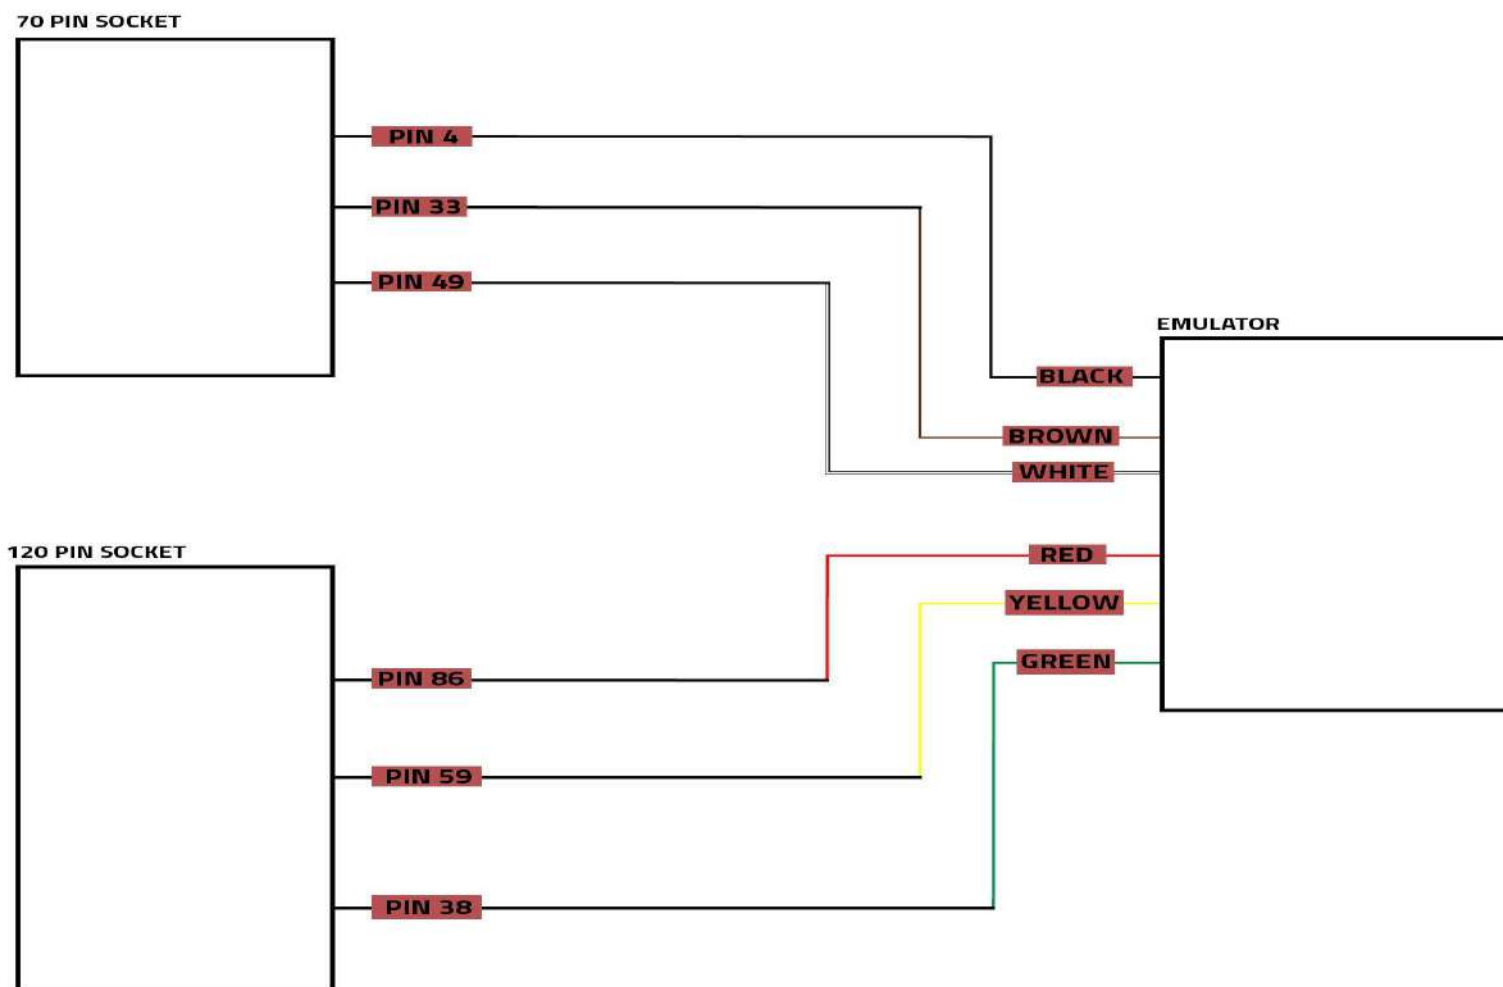 70 PIN SOCKET
PIN 4
PIN 33
PIN 49
EMULATOR
BLACK
BROWN
WHITE
RED
YELLOW
GREEN
120 PIN SOCKET
PIN 86
PIN 59
PIN 38